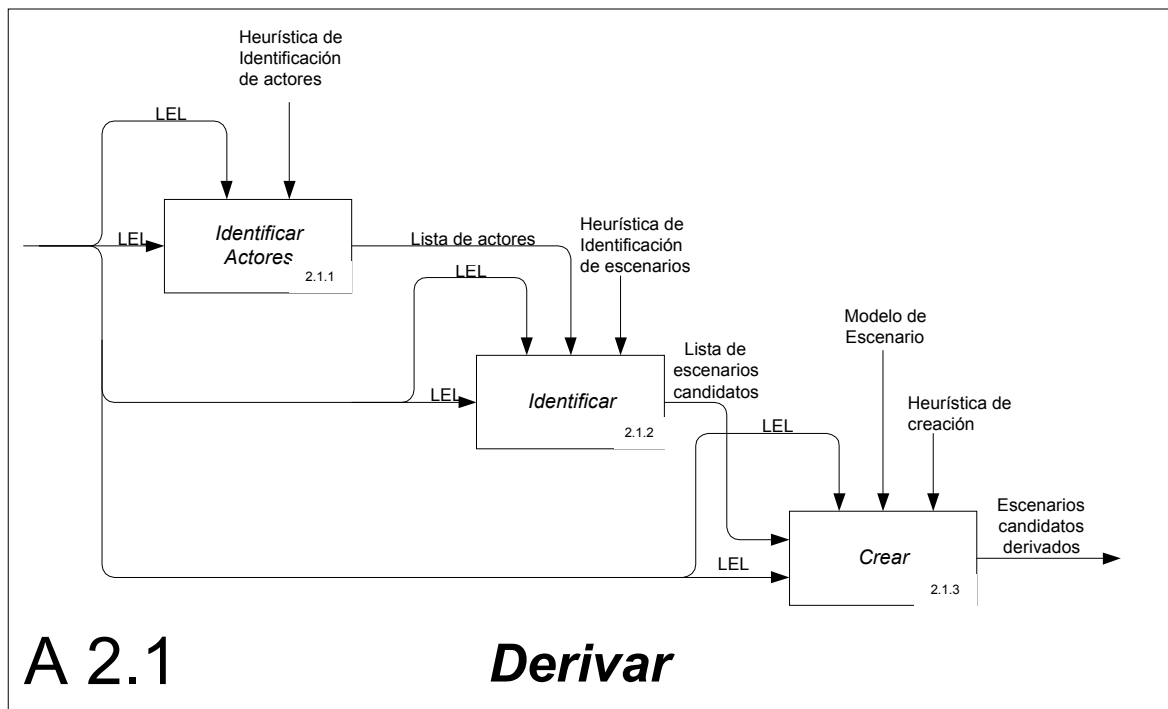 Heurística de
Identificación
de actores
LEL
LEL
Identificar
Actores
2.1.1
Lista de actores
LEL
Heurística de
Identificación
de escenarios
LEL
Identificar
2.1.2
Lista de
escenarios
candidatos
Modelo de
Escenario
LEL
Heurística de
creación
LEL
Crear
2.1.3
Escenarios
candidatos
derivados
A 2.1
Derivar